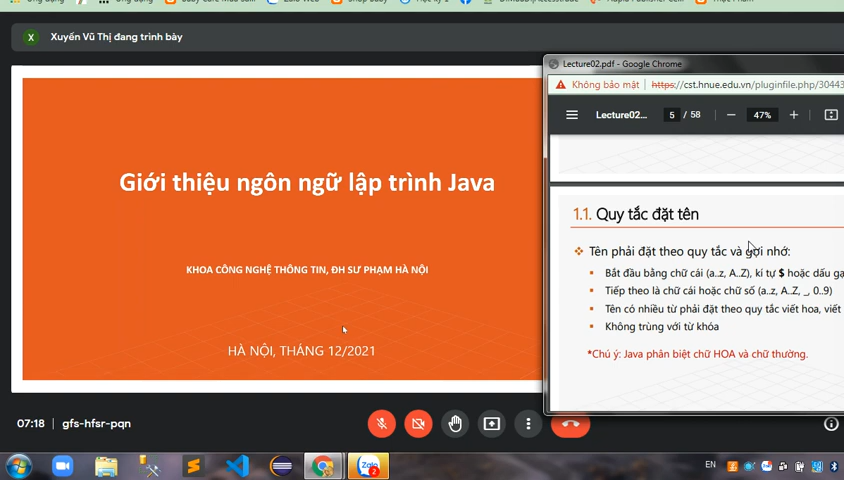 X Xuyến Vũ Thị đang trình bày
Giới thiệu ngôn ngữ lập trình Java
KHOA CÔNG NGHỆ THÔNG TIN, ĐH SƯ PHẠM HÀ NỘI
HÀ NỘI, THÁNG 12/2021
Lecture02.pdf - Google Chrome
Không bảo mật https://cst.hnue.edu.vn/pluginfile.php/30443
Lecture02... 5 / 58 47%
1.1. Quy tắc đặt tên
Tên phải đặt theo quy tắc và gợi nhớ:
Bắt đầu bằng chữ cái (a..z, A..Z), kí tự $ hoặc dấu gạ
Tiếp theo là chữ cái hoặc chữ số (a..z, A..Z, _, 0..9)
Tên có nhiều từ phải đặt theo quy tắc viết hoa, viết
Không trùng với từ khóa
*Chú ý: Java phân biệt chữ HOA và chữ thường.
07:18 gfs-hfsr-pqn
Zalo 2
EN